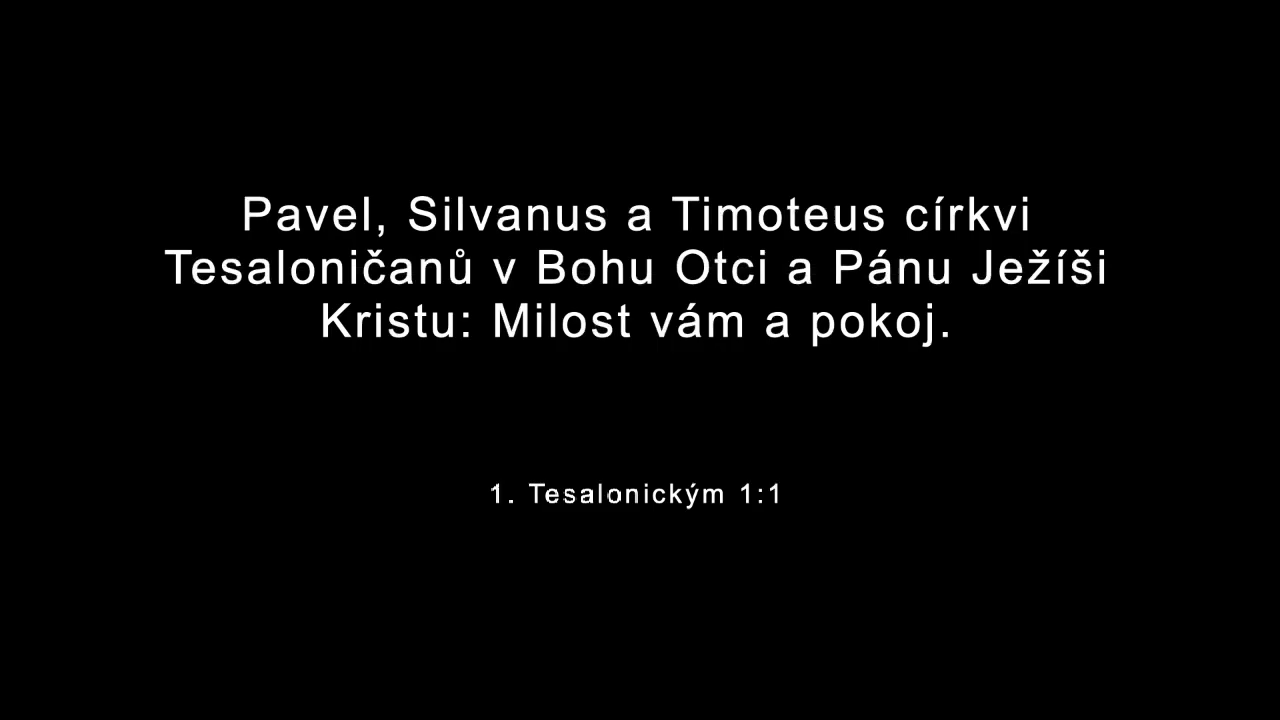 Pavel, Silvanus a Timoteus církvi
Tesaloničanů v Bohu Otci a Pánu Ježíši
Kristu: Milost vám a pokoj.
1. Tesalonickým 1:1